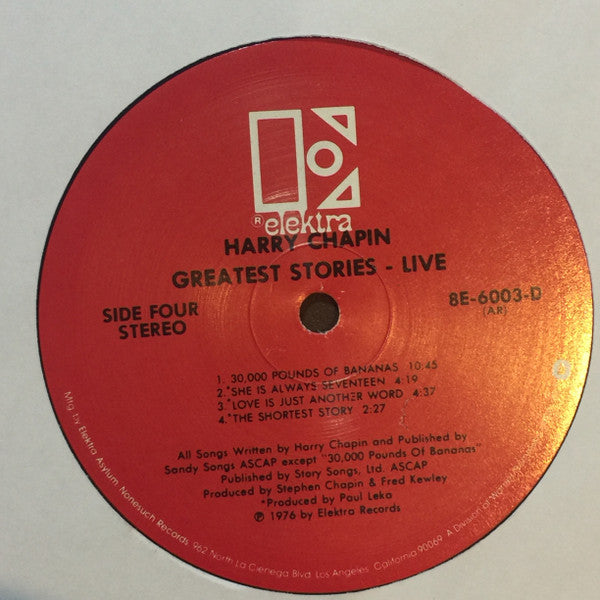 ® elektra
HARRY CHAPIN
GREATEST STORIES - LIVE
SIDE FOUR
STEREO
8E-6003-D
(AR)
1. 30,000 POUNDS OF BANANAS 10:45
2.*SHE IS ALWAYS SEVENTEEN 4:19
3.*LOVE IS JUST ANOTHER WORD 4:37
4.*THE SHORTEST STORY 2:27
All Songs Written by Harry Chapin and Published by
Sandy Songs ASCAP except "30,000 Pounds Of Bananas"
Published by Story Songs, Ltd. ASCAP
Produced by Stephen Chapin & Fred Kewley
*Produced by Paul Leka
℗ 1976 by Elektra Records
Mfg. by Elektra Asylum Nonesuch Records 962 North La Cienega Blvd. Los Angeles California 90069 A Division of